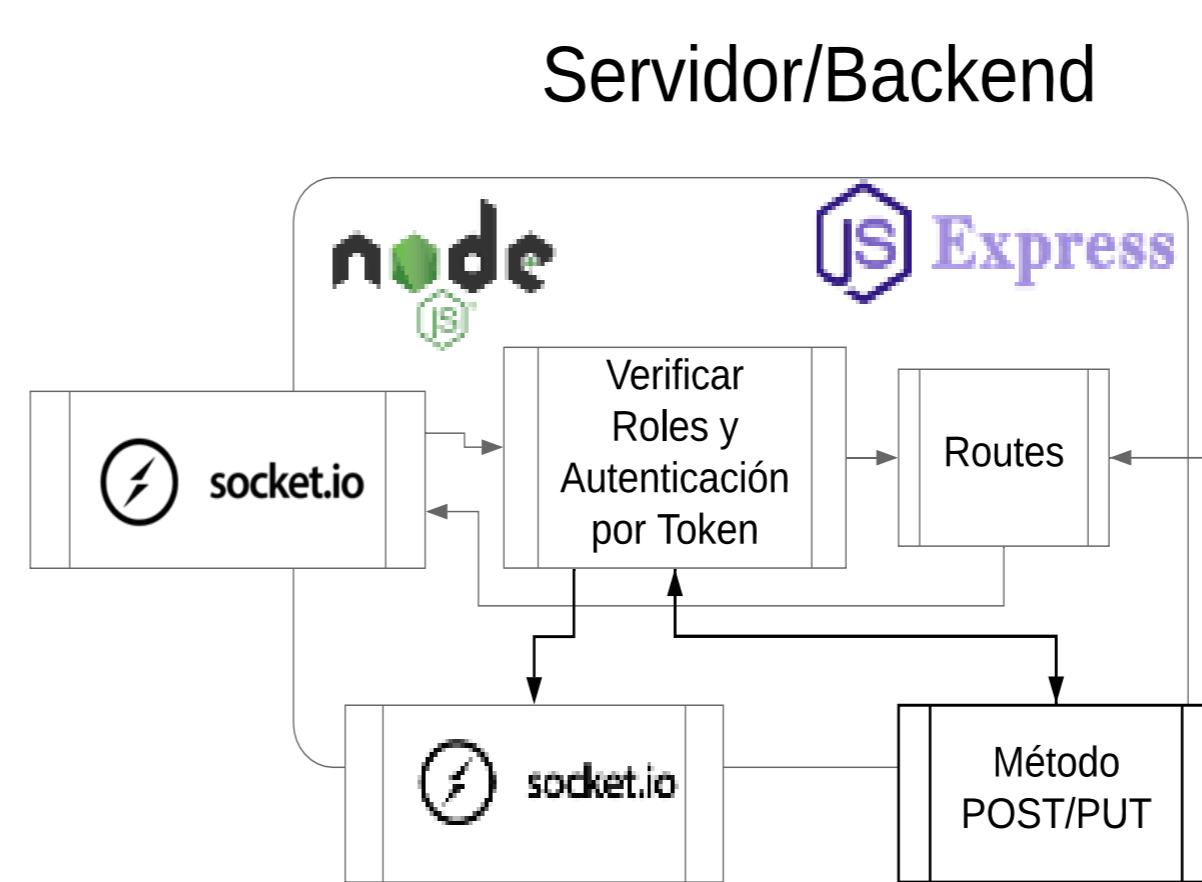 Servidor/Backend
node
JS
JS Express
Verificar
Roles y
Autenticación
por Token
Routes
socket.io
socket.io
Método
POST/PUT